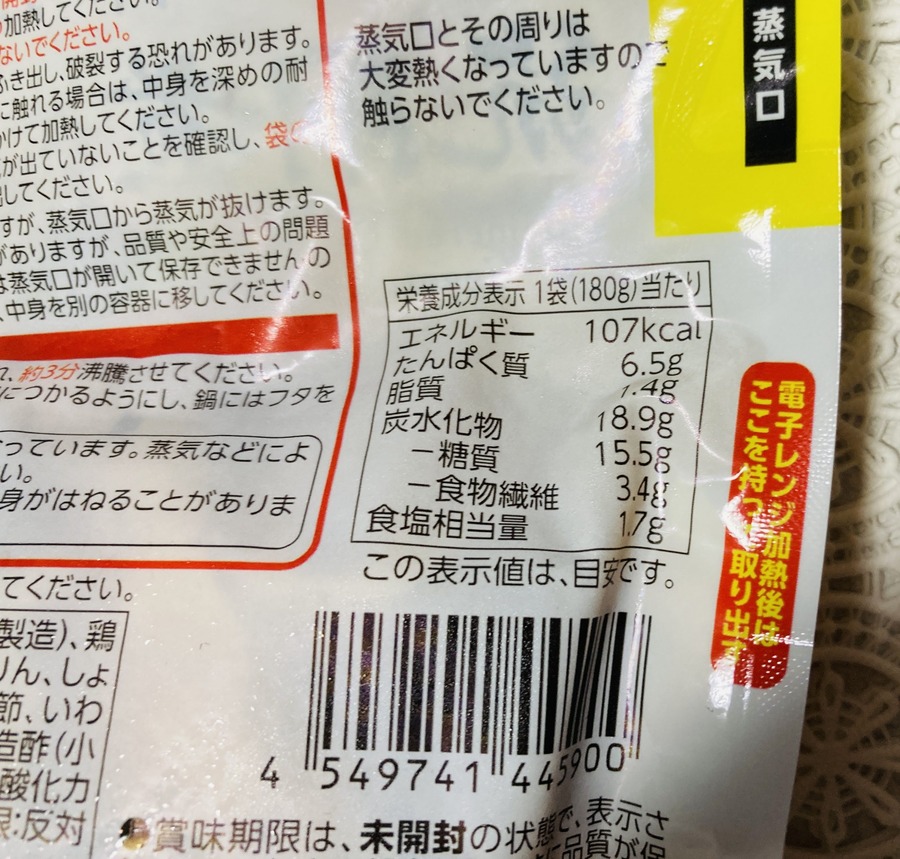 加熱してください。
ないでください。
ふき出し、破裂する恐れがあります。
に触れる場合は、中身を深めの耐
かけて加熱してください。
が出ていないことを確認し、袋の
してください。
すが、蒸気口から蒸気が抜けます。
がありますが、品質や安全上の問題
は蒸気口が開いて保存できませんの
、中身を別の容器に移してください。
、約3分沸騰させてください。
につかるようにし、鍋にはフタを
っています。蒸気などによ
い。
身がはねることがありま
てください。
製造)、鶏
りん、しょ
節、いわ
造酢(小
酸化カ
:反対
蒸気口とその周りは
大変熱くなっていますので
触らないでください。
蒸気口
栄養成分表示 1袋(180g)当たり
エネルギー 107kcal
たんぱく質 6.5g
脂質 1.4g
炭水化物 18.9g
－糖質 15.5g
－食物繊維 3.4g
食塩相当量 1.7g
この表示値は、目安です。
電子レンジ加熱後は
ここを持って取り出す
4 549741 445900
賞味期限は、未開封の状態で、表示さ
に品質が保